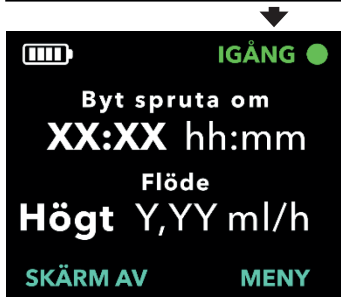 IGÅNG
Byt spruta om
XX:XX hh:mm
Flöde
Högt Y,YY ml/h
SKÄRM AV MENY